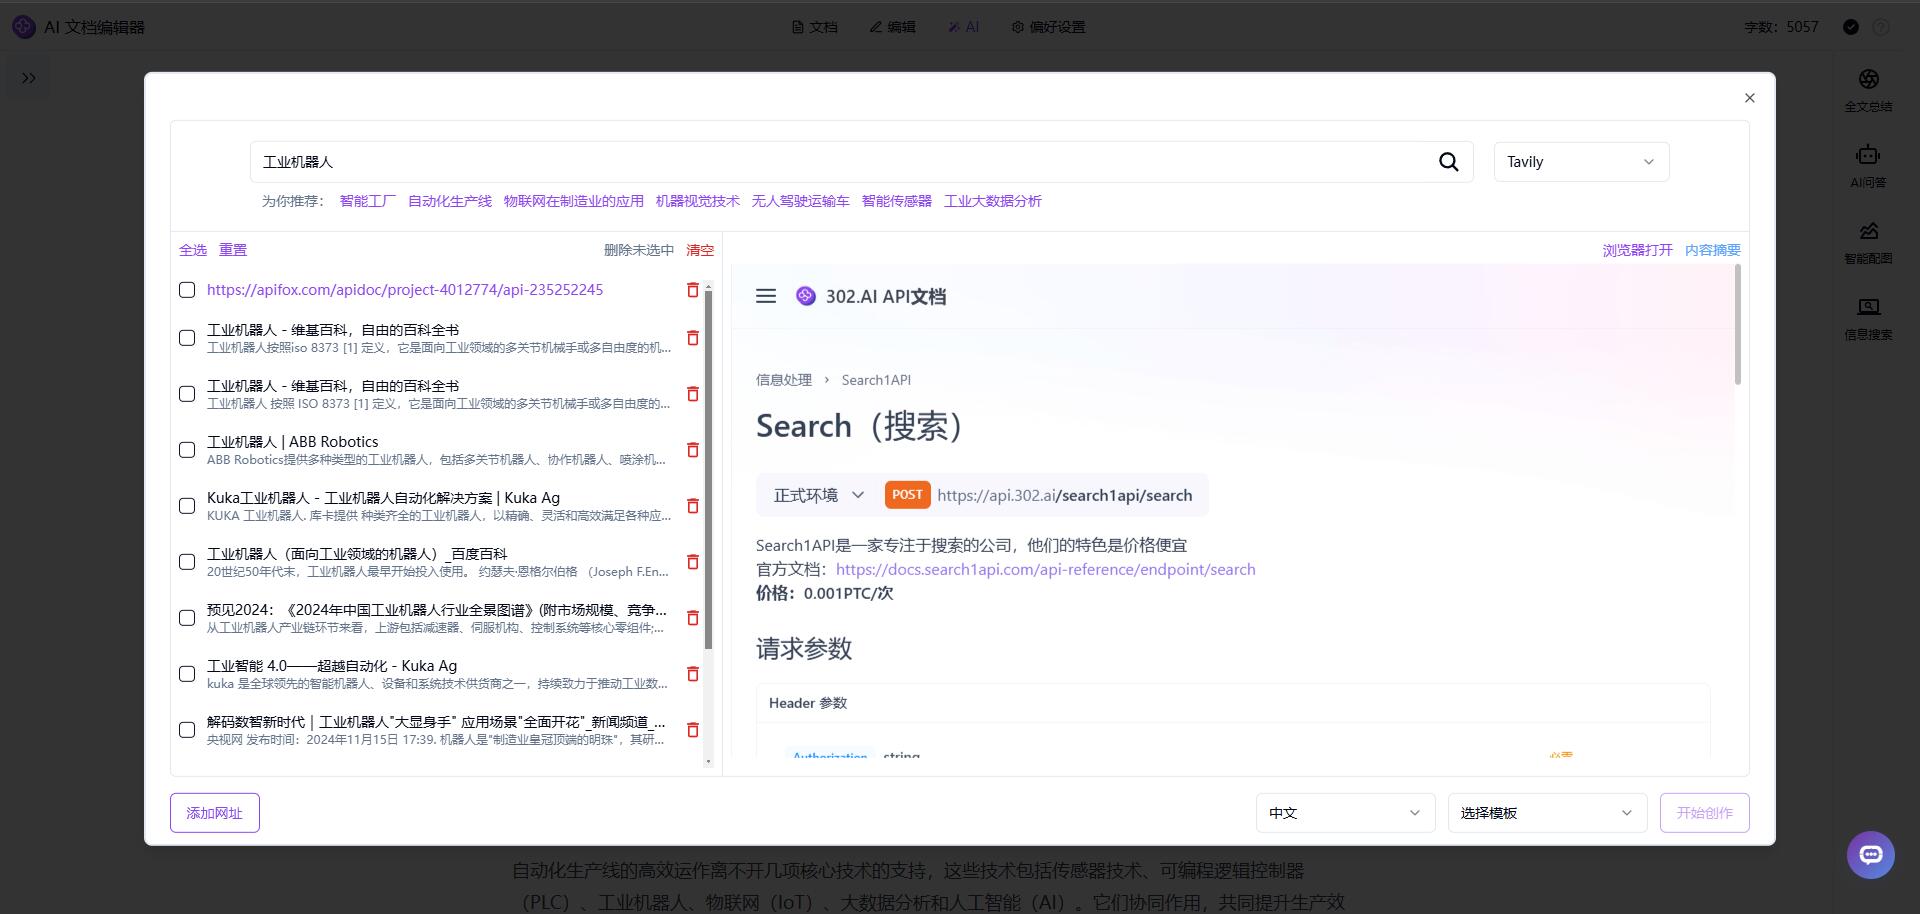 AI 文档编辑器
文档 编辑 AI 偏好设置
字数：5057
工业机器人
Tavily
为你推荐： 智能工厂 自动化生产线 物联网在制造业的应用 机器视觉技术 无人驾驶运输车 智能传感器 工业大数据分析
全选 重置 删除未选中 清空
https://apifox.com/apidoc/project-4012774/api-235252245
工业机器人 - 维基百科，自由的百科全书
工业机器人按照iso 8373 [1] 定义，它是面向工业领域的多关节机械手或多自由度的机...
工业机器人 - 维基百科，自由的百科全书
工业机器人 按照 ISO 8373 [1] 定义，它是面向工业领域的多关节机械手或多自由度的...
工业机器人 | ABB Robotics
ABB Robotics提供多种类型的工业机器人，包括多关节机器人、协作机器人、喷涂机...
Kuka工业机器人 - 工业机器人自动化解决方案 | Kuka Ag
KUKA 工业机器人. 库卡提供 种类齐全的工业机器人，以精确、灵活和高效满足各种应...
工业机器人（面向工业领域的机器人）_百度百科
20世纪50年代末，工业机器人最早开始投入使用。 约瑟夫·恩格尔伯格 （Joseph F.En...
预见2024：《2024年中国工业机器人行业全景图谱》(附市场规模、竞争...
从工业机器人产业链环节来看，上游包括减速器、伺服机构、控制系统等核心零组件;...
工业智能 4.0——超越自动化 - Kuka Ag
kuka 是全球领先的智能机器人、设备和系统技术供货商之一，持续致力于推动工业数...
解码数智新时代｜工业机器人"大显身手" 应用场景"全面开花"_新闻频道_...
央视网 发布时间：2024年11月15日 17:39. 机器人是"制造业皇冠顶端的明珠"，其研...
浏览器打开 内容摘要
302.AI API文档
信息处理 › Search1API
Search（搜索）
正式环境 POST https://api.302.ai/search1api/search
Search1API是一家专注于搜索的公司，他们的特色是价格便宜
官方文档：https://docs.search1api.com/api-reference/endpoint/search
价格：0.001PTC/次
请求参数
Header 参数
Authorization string 必需
添加网址
中文
选择模板
开始创作
全文总结
AI问答
智能配图
信息搜索
自动化生产线的高效运作离不开几项核心技术的支持，这些技术包括传感器技术、可编程逻辑控制器
（PLC）、工业机器人、物联网（IoT）、大数据分析和人工智能（AI）。它们协同作用，共同提升生产效